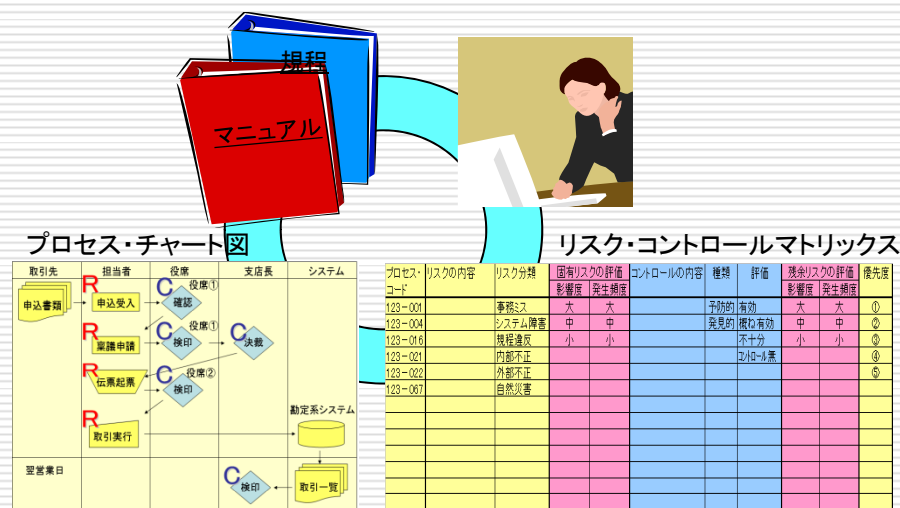 規程
マニュアル
プロセス・チャート図
リスク・コントロールマトリックス
取引先 担当者 役席 支店長 システム
申込書類 R 申込受入 C 役席① 確認
R 稟議申請 C 役席① 検印 C 決裁
R 伝票起票 C 役席② 検印
R 取引実行 勘定系システム
翌営業日 C 検印 取引一覧
プロセス・コード リスクの内容 リスク分類 固有リスクの評価 コントロールの内容 種類 評価 残余リスクの評価 優先度
影響度 発生頻度 影響度 発生頻度
123-001 事務ミス 大 大 予防的 有効 大 大 ①
123-004 システム障害 中 中 発見的 概ね有効 中 中 ②
123-016 規程違反 小 小 不十分 小 小 ③
123-021 内部不正 コントロール無 ④
123-022 外部不正 ⑤
123-067 自然災害